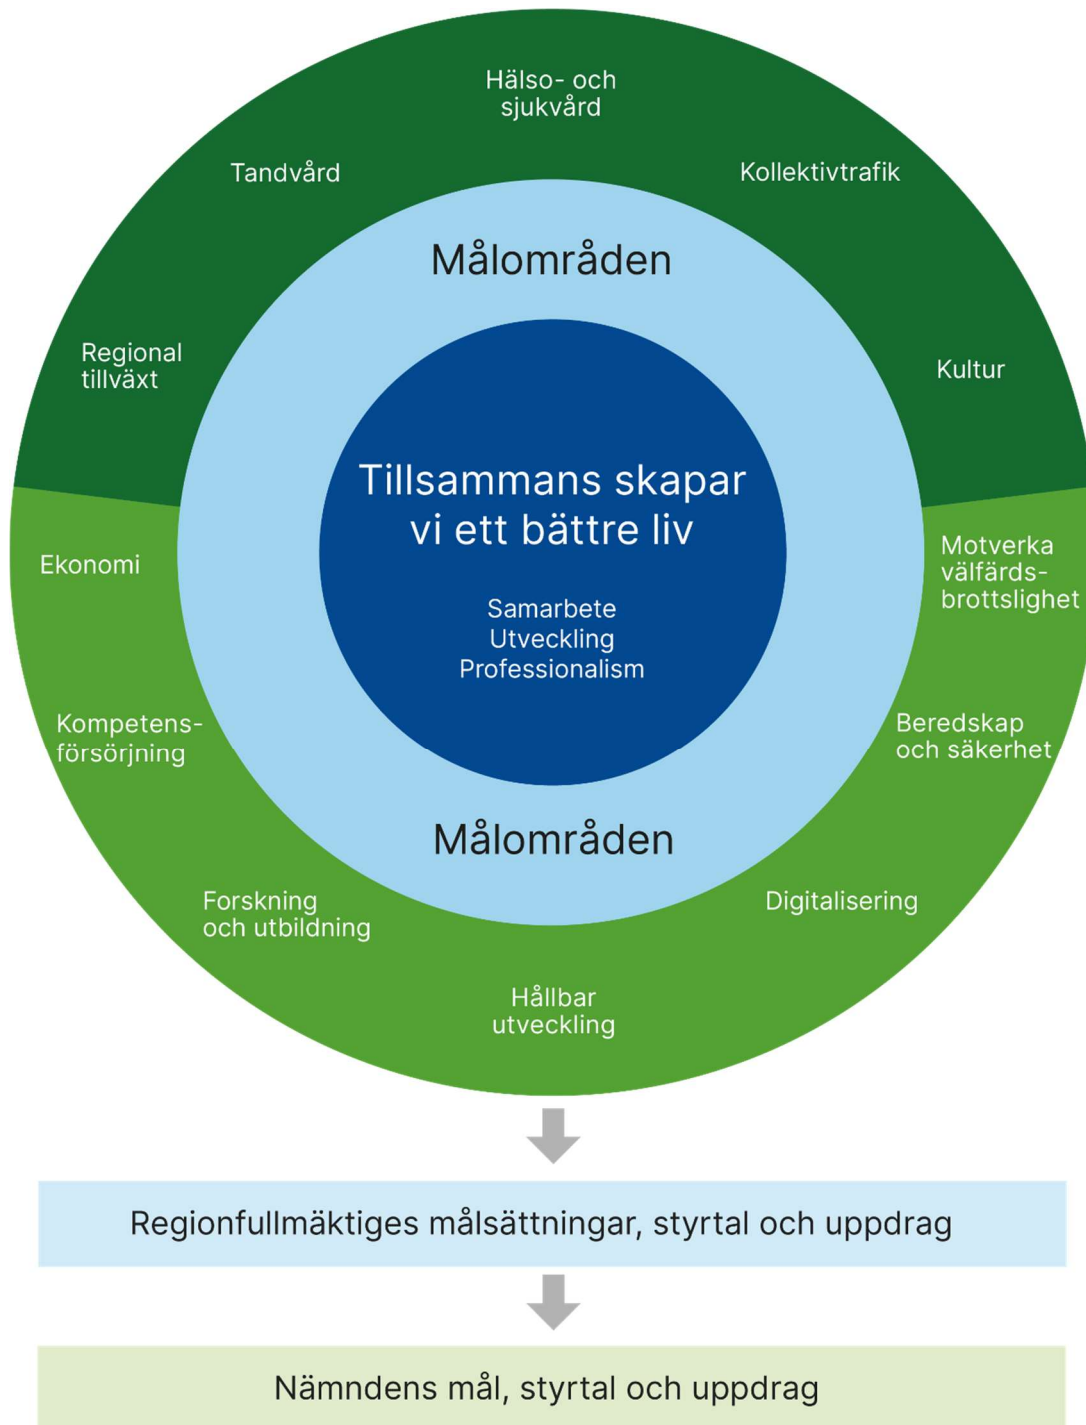 Hälso- och
sjukvård
Tandvård
Kollektivtrafik
Målområden
Regional
tillväxt
Kultur
Tillsammans skapar
vi ett bättre liv
Samarbete
Utveckling
Professionalism
Ekonomi
Motverka
välfärds-
brottslighet
Kompetens-
försörjning
Beredskap
och säkerhet
Målområden
Forskning
och utbildning
Digitalisering
Hållbar
utveckling
Regionfullmäktiges målsättningar, styrtal och uppdrag
Nämndens mål, styrtal och uppdrag